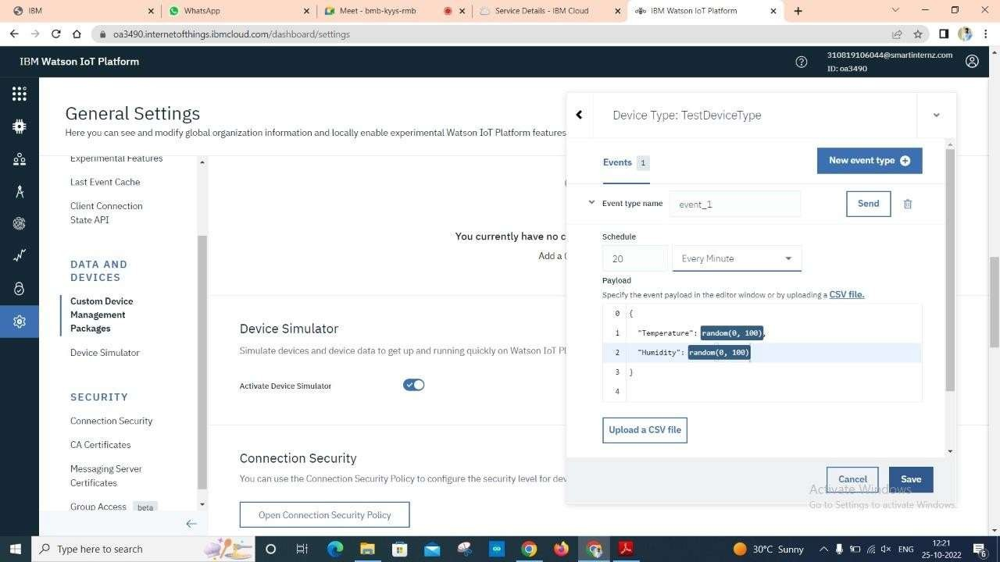 IBM
WhatsApp
Meet - bmb-kyys-rmb
Service Details - IBM Cloud
IBM Watson IoT Platform
oa3490.internetofthings.ibmcloud.com/dashboard/settings
IBM Watson IoT Platform
310819106044@smartinternz.com
ID: oa3490
General Settings
Here you can see and modify global organization information and locally enable experimental Watson IoT Platform features
Experimental Features
Last Event Cache
Client Connection
State API
DATA AND
DEVICES
Custom Device
Management
Packages
Device Simulator
SECURITY
Connection Security
CA Certificates
Messaging Server
Certificates
Group Access beta
You currently have no c
Add a
Device Simulator
Simulate devices and device data to get up and running quickly on Watson IoT Pl
Activate Device Simulator
Connection Security
You can use the Connection Security Policy to configure the security level for dev
Open Connection Security Policy
Device Type: TestDeviceType
Events 1
New event type
Event type name event_1
Send
Schedule
20 Every Minute
Payload
Specify the event payload in the editor window or by uploading a CSV file.
0 {
1 "Temperature": random(0, 100),
2 "Humidity": random(0, 100)
3 }
4
Upload a CSV file
Cancel Save
Activate Windows
Go to Settings to activate Windows.
Type here to search
30°C Sunny
ENG
12:21
25-10-2022